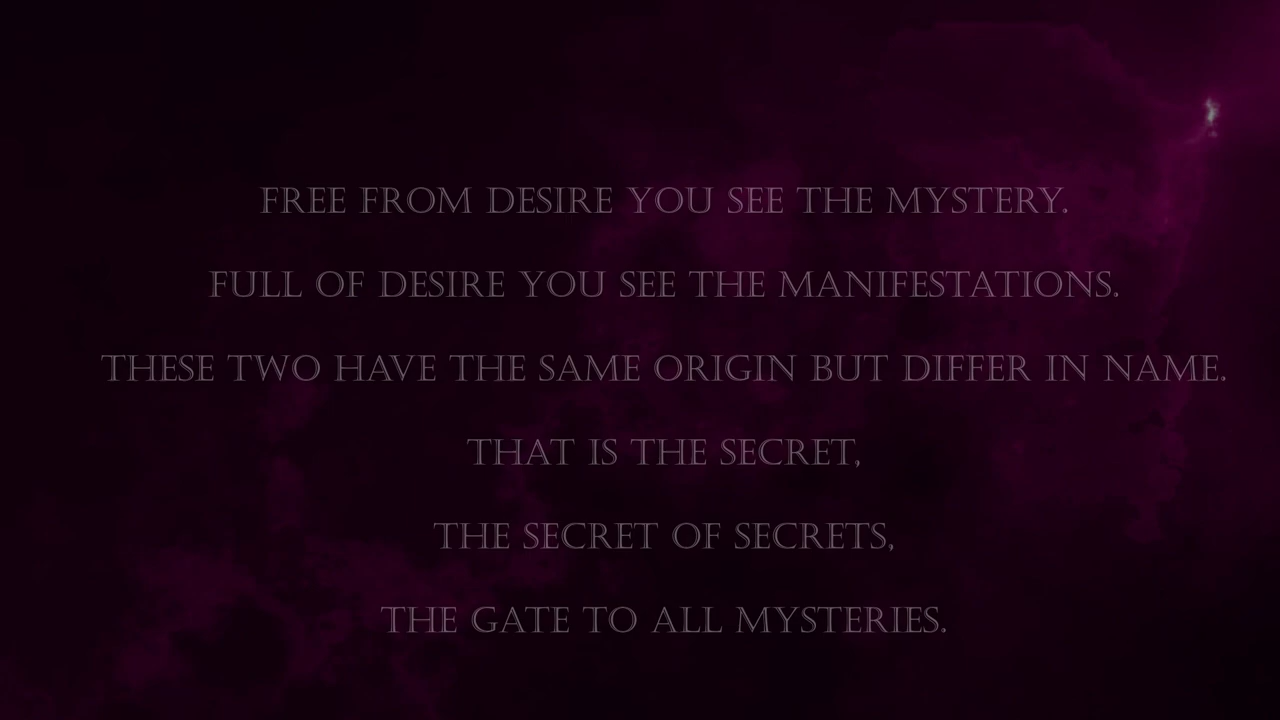 FREE FROM DESIRE YOU SEE THE MYSTERY.
FULL OF DESIRE YOU SEE THE MANIFESTATIONS.
THESE TWO HAVE THE SAME ORIGIN BUT DIFFER IN NAME.
THAT IS THE SECRET,
THE SECRET OF SECRETS,
THE GATE TO ALL MYSTERIES.